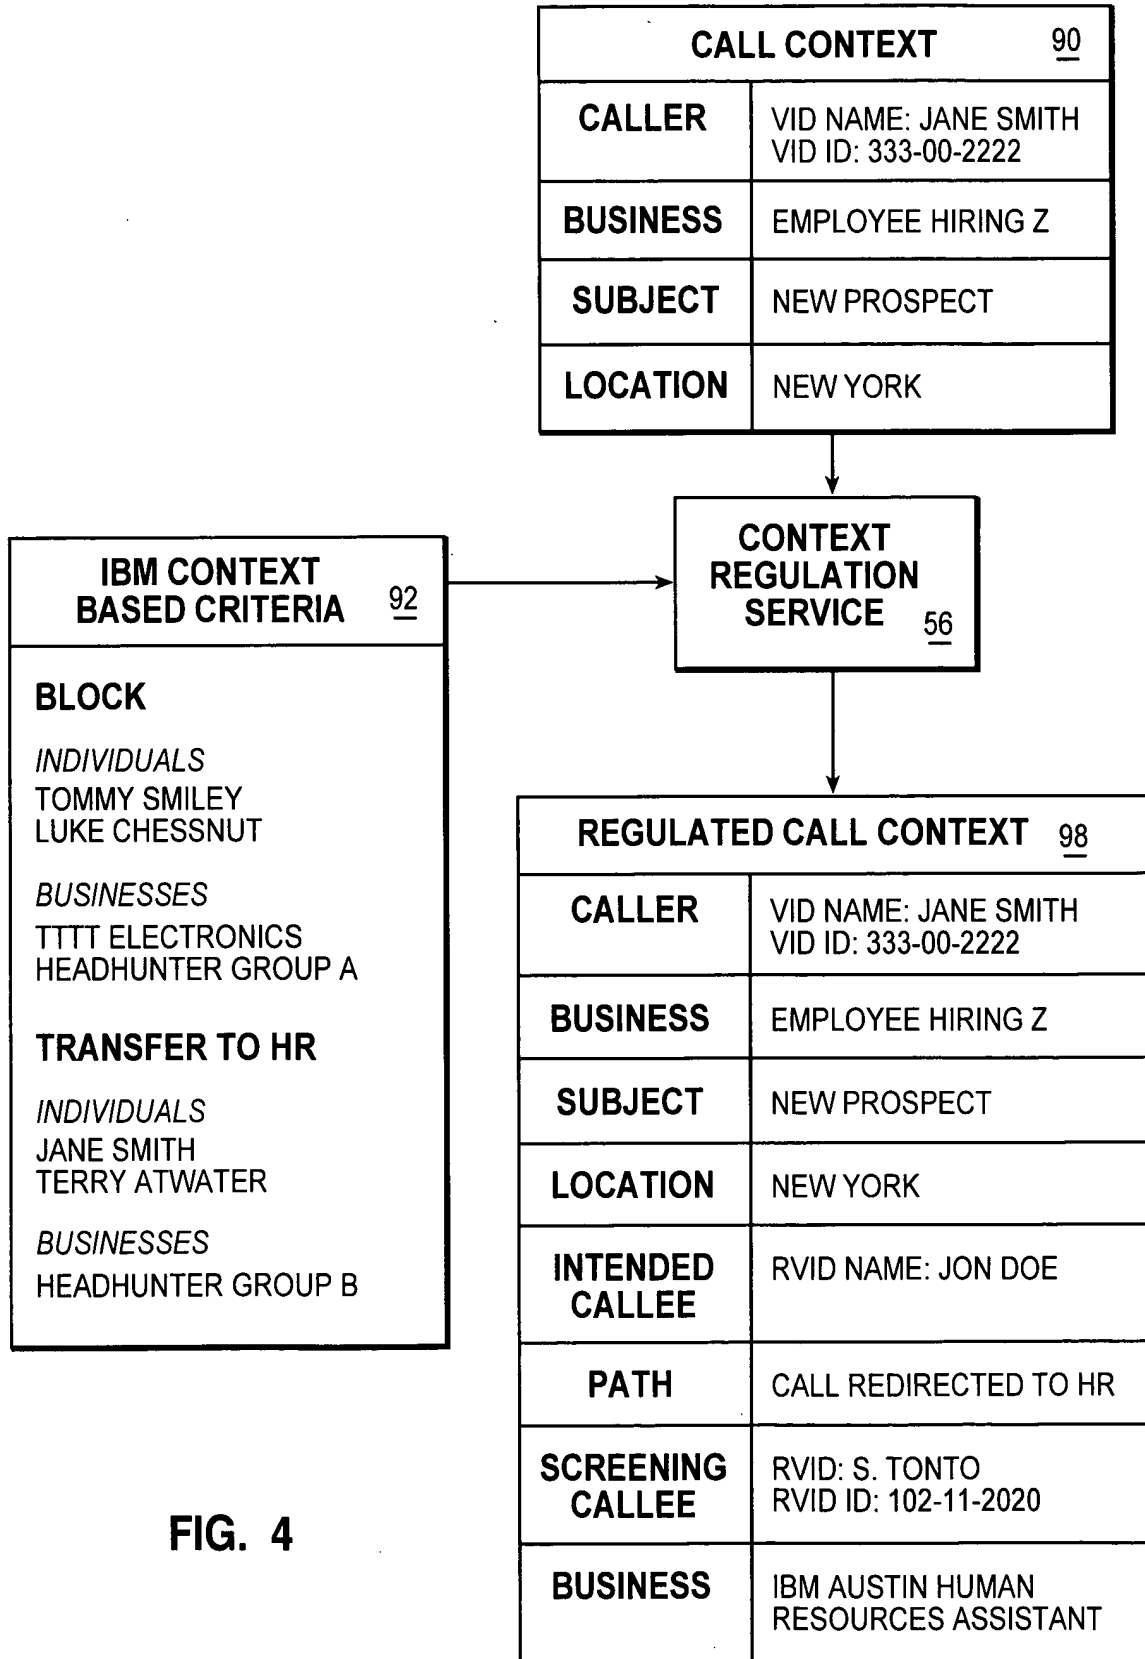 CALL CONTEXT 90
CALLER
VID NAME: JANE SMITH
VID ID: 333-00-2222
BUSINESS
EMPLOYEE HIRING Z
SUBJECT
NEW PROSPECT
LOCATION
NEW YORK
CONTEXT
REGULATION
SERVICE 56
IBM CONTEXT
BASED CRITERIA 92
BLOCK
INDIVIDUALS
TOMMY SMILEY
LUKE CHESSNUT
BUSINESSES
TTTT ELECTRONICS
HEADHUNTER GROUP A
TRANSFER TO HR
INDIVIDUALS
JANE SMITH
TERRY ATWATER
BUSINESSES
HEADHUNTER GROUP B
REGULATED CALL CONTEXT 98
CALLER
VID NAME: JANE SMITH
VID ID: 333-00-2222
BUSINESS
EMPLOYEE HIRING Z
SUBJECT
NEW PROSPECT
LOCATION
NEW YORK
INTENDED
CALLEE
RVID NAME: JON DOE
PATH
CALL REDIRECTED TO HR
SCREENING
CALLEE
RVID: S. TONTO
RVID ID: 102-11-2020
BUSINESS
IBM AUSTIN HUMAN
RESOURCES ASSISTANT
FIG. 4